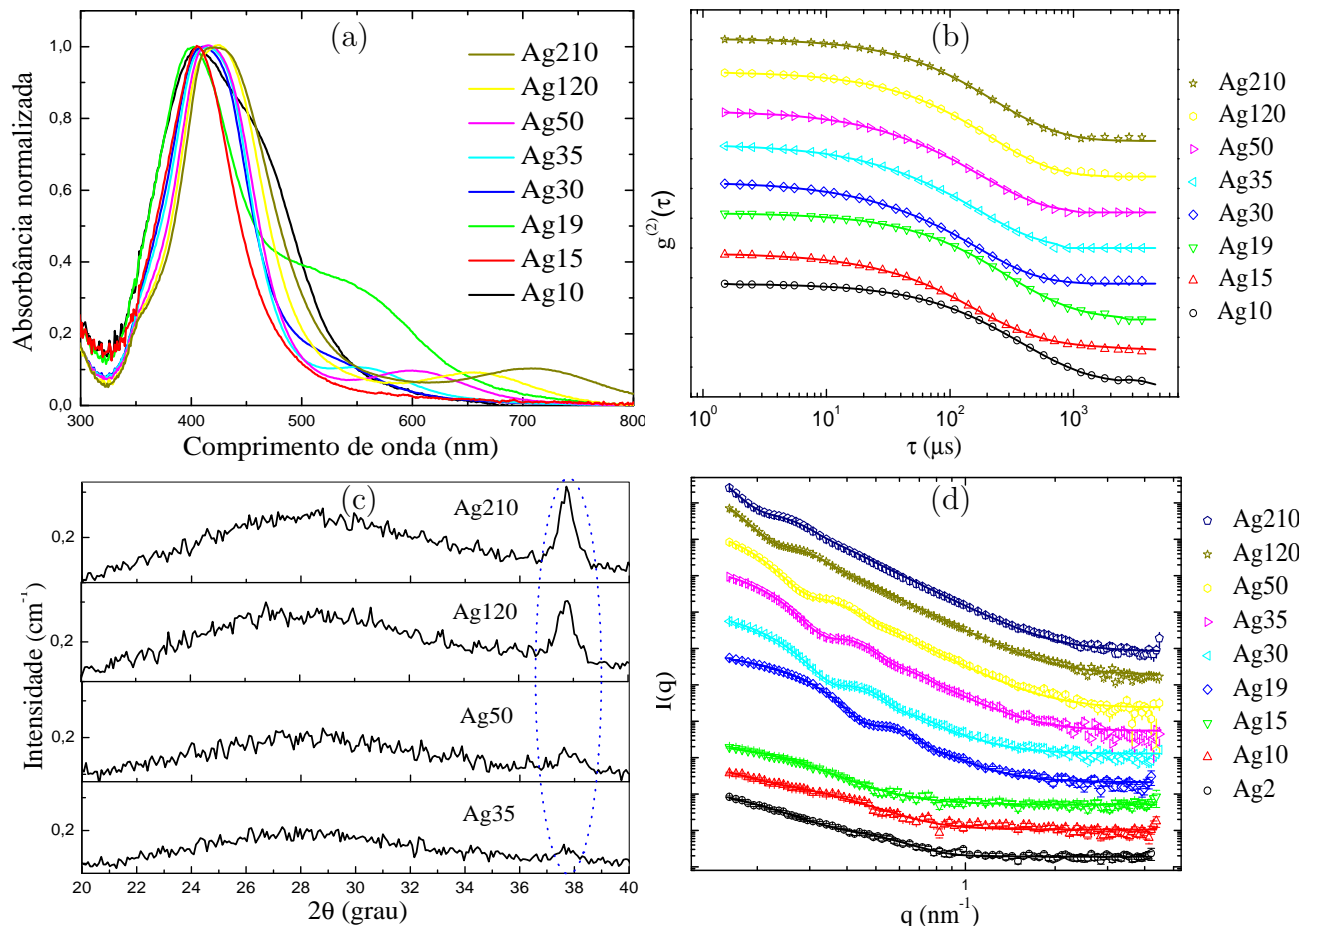 (a)
1,0
0,8
0,6
0,4
0,2
0,0
Absorbância normalizada
Ag210
Ag120
Ag50
Ag35
Ag30
Ag19
Ag15
Ag10
300 400 500 600 700 800
Comprimento de onda (nm)
(b)
g⁽²⁾(τ)
Ag210
Ag120
Ag50
Ag35
Ag30
Ag19
Ag15
Ag10
10⁰ 10¹ 10² 10³
τ (μs)
(c)
Intensidade (cm⁻¹)
Ag210
0,2
Ag120
0,2
Ag50
0,2
Ag35
0,2
20 22 24 26 28 30 32 34 36 38 40
2θ (grau)
(d)
I(q)
Ag210
Ag120
Ag50
Ag35
Ag30
Ag19
Ag15
Ag10
Ag2
1
q (nm⁻¹)